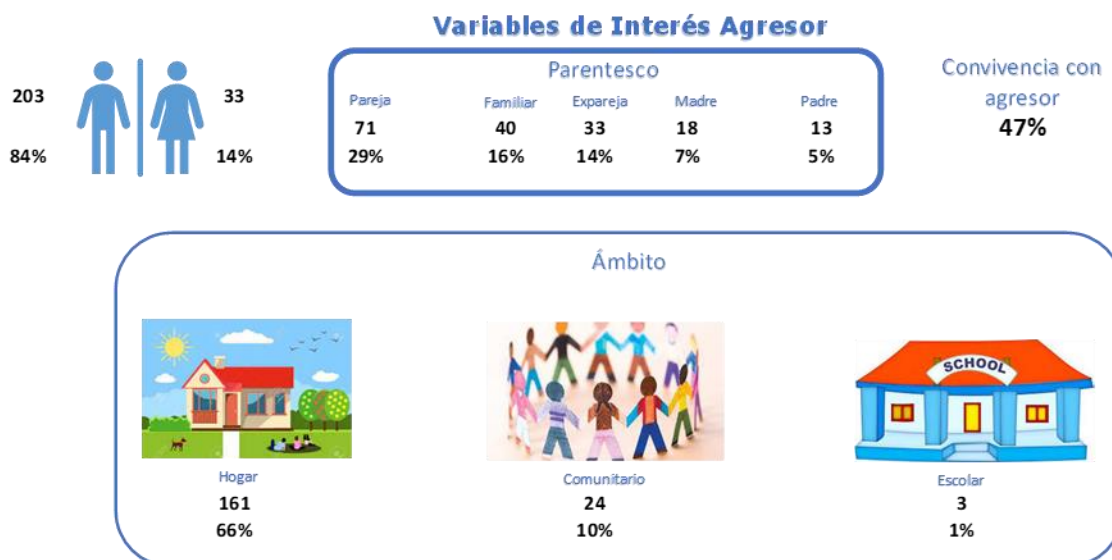 Variables de Interés Agresor
203
33
84%
14%
Parentesco
Pareja Familiar Expareja Madre Padre
71 40 33 18 13
29% 16% 14% 7% 5%
Convivencia con
agresor
47%
Ámbito
SCHOOL
Hogar Comunitario Escolar
161 24 3
66% 10% 1%